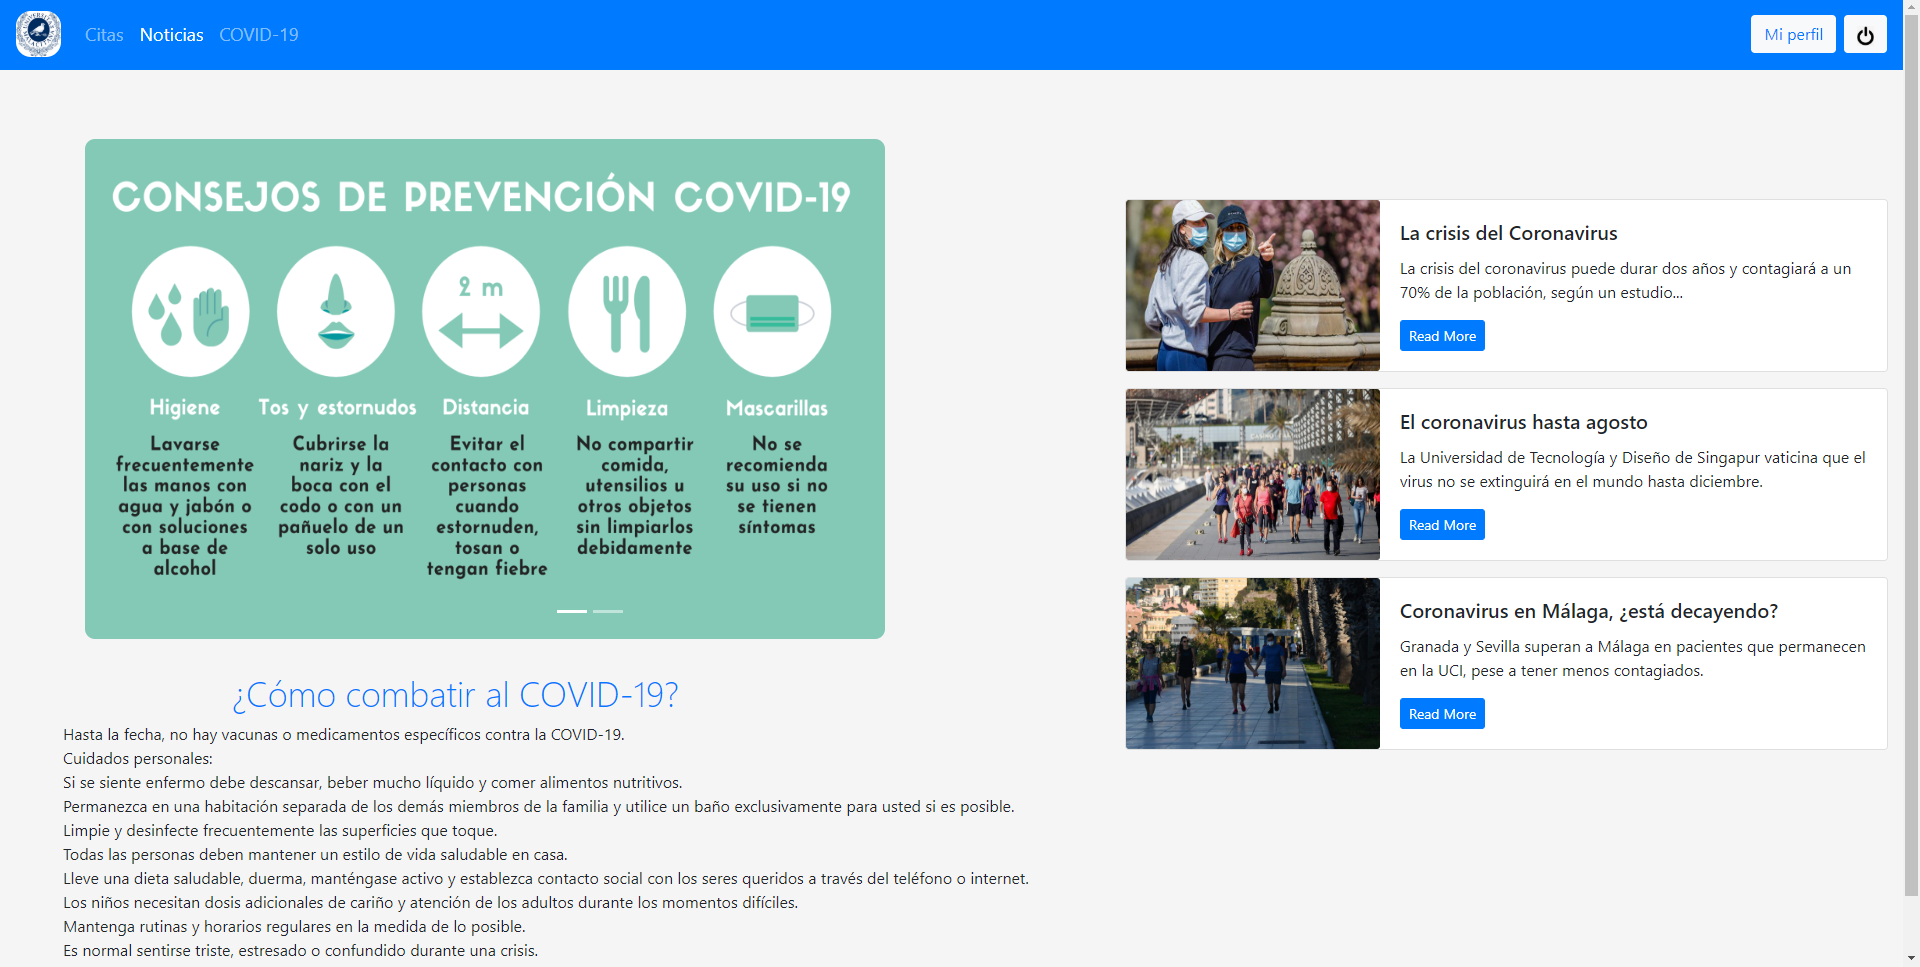 Citas
Noticias
COVID-19
Mi perfil
CONSEJOS DE PREVENCIÓN COVID-19
2 m
Higiene
Lavarse
frecuentemente
las manos con
agua y jabón o
con soluciones
a base de
alcohol
Tos y estornudos
Cubrirse la
nariz y la
boca con el
codo o con un
pañuelo de un
solo uso
Distancia
Evitar el
contacto con
personas
cuando
estornuden,
tosan o
tengan fiebre
Limpieza
No compartir
comida,
utensilios u
otros objetos
sin limpiarlos
debidamente
Mascarillas
No se
recomienda
su uso si no
se tienen
síntomas
¿Cómo combatir al COVID-19?
Hasta la fecha, no hay vacunas o medicamentos específicos contra la COVID-19.
Cuidados personales:
Si se siente enfermo debe descansar, beber mucho líquido y comer alimentos nutritivos.
Permanezca en una habitación separada de los demás miembros de la familia y utilice un baño exclusivamente para usted si es posible.
Limpie y desinfecte frecuentemente las superficies que toque.
Todas las personas deben mantener un estilo de vida saludable en casa.
Lleve una dieta saludable, duerma, manténgase activo y establezca contacto social con los seres queridos a través del teléfono o internet.
Los niños necesitan dosis adicionales de cariño y atención de los adultos durante los momentos difíciles.
Mantenga rutinas y horarios regulares en la medida de lo posible.
Es normal sentirse triste, estresado o confundido durante una crisis.
La crisis del Coronavirus
La crisis del coronavirus puede durar dos años y contagiará a un
70% de la población, según un estudio...
Read More
El coronavirus hasta agosto
La Universidad de Tecnología y Diseño de Singapur vaticina que el
virus no se extinguirá en el mundo hasta diciembre.
Read More
Coronavirus en Málaga, ¿está decayendo?
Granada y Sevilla superan a Málaga en pacientes que permanecen
en la UCI, pese a tener menos contagiados.
Read More